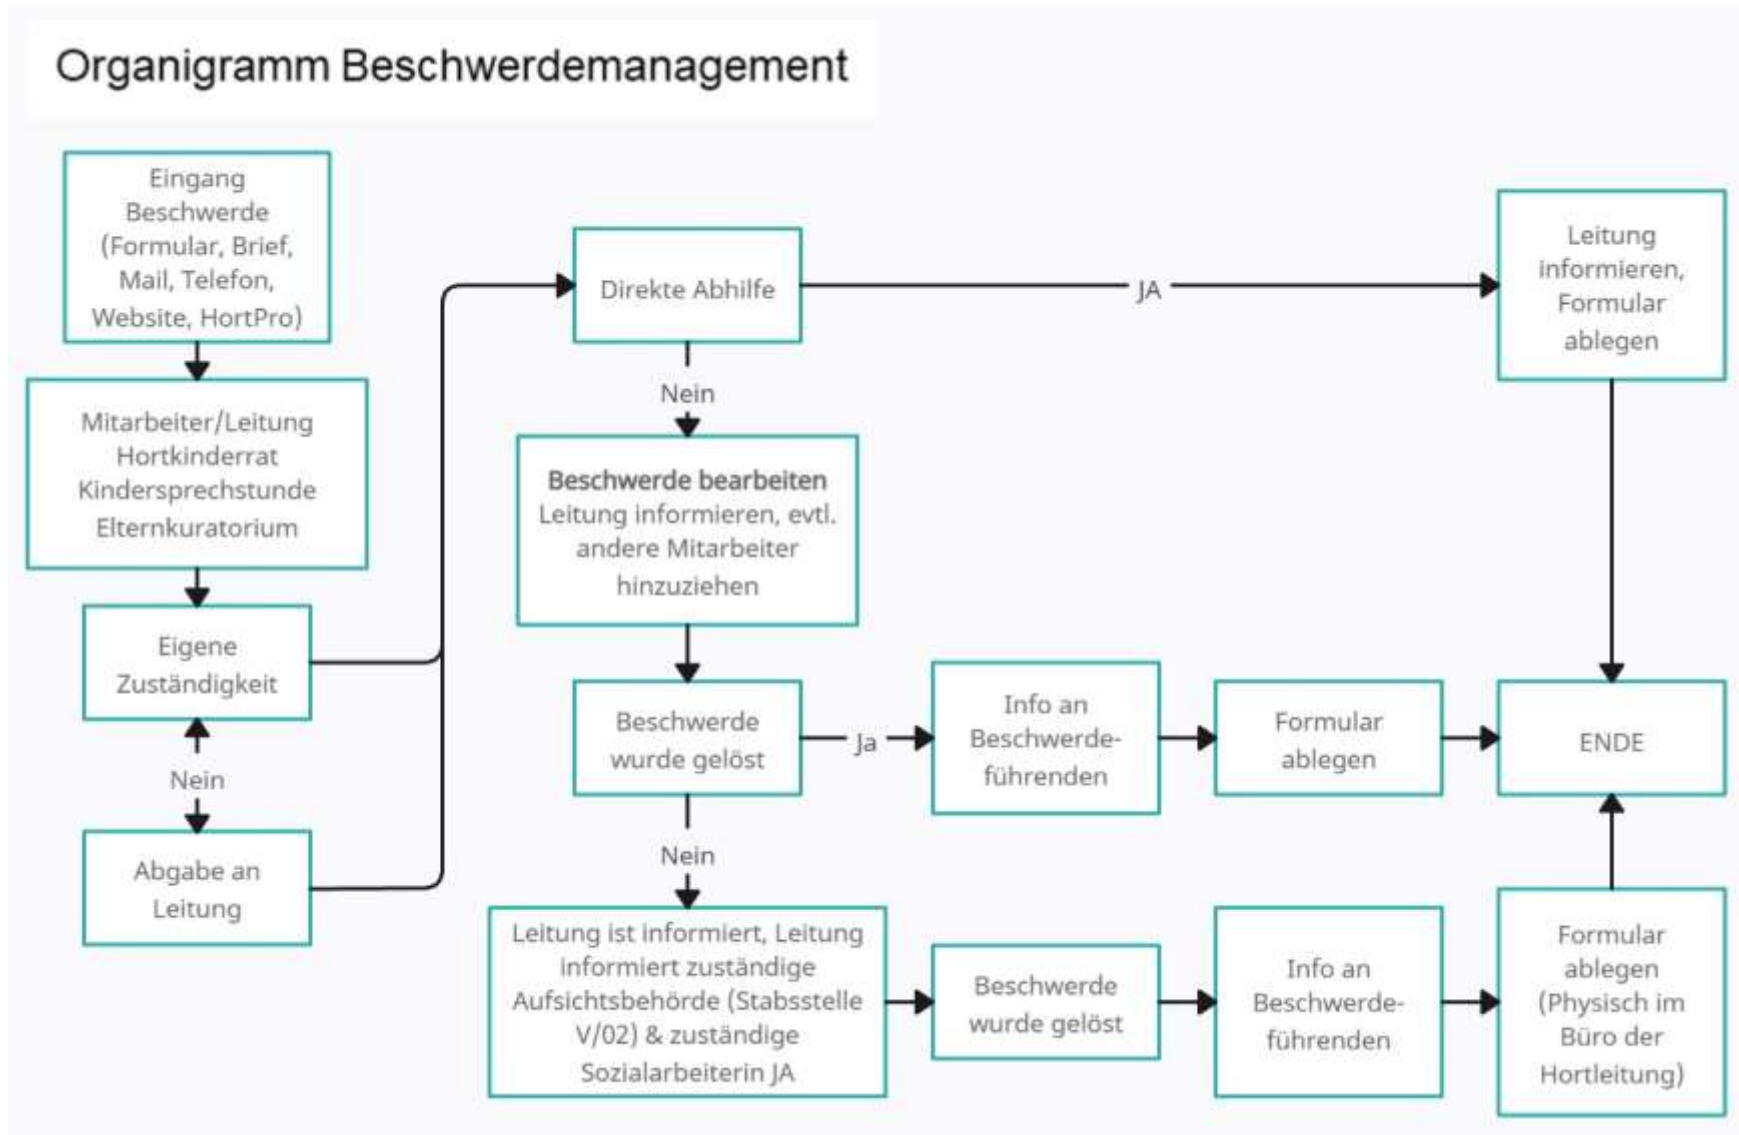 Organigramm Beschwerdemanagement
Eingang
Beschwerde
(Formular, Brief,
Mail, Telefon,
Website, HortPro)
Mitarbeiter/Leitung
Hortkinderrat
Kindersprechstunde
Elternkuratorium
Eigene
Zuständigkeit
Nein
Abgabe an
Leitung
Direkte Abhilfe
JA
Leitung
informieren,
Formular
ablegen
Nein
Beschwerde bearbeiten
Leitung informieren, evtl.
andere Mitarbeiter
hinzuziehen
Beschwerde
wurde gelöst
Ja
Info an
Beschwerde-
führenden
Formular
ablegen
ENDE
Nein
Leitung ist informiert, Leitung
informiert zuständige
Aufsichtsbehörde (Stabsstelle
V/02) & zuständige
Sozialarbeiterin JA
Beschwerde
wurde gelöst
Info an
Beschwerde-
führenden
Formular
ablegen
(Physisch im
Büro der
Hortleitung)